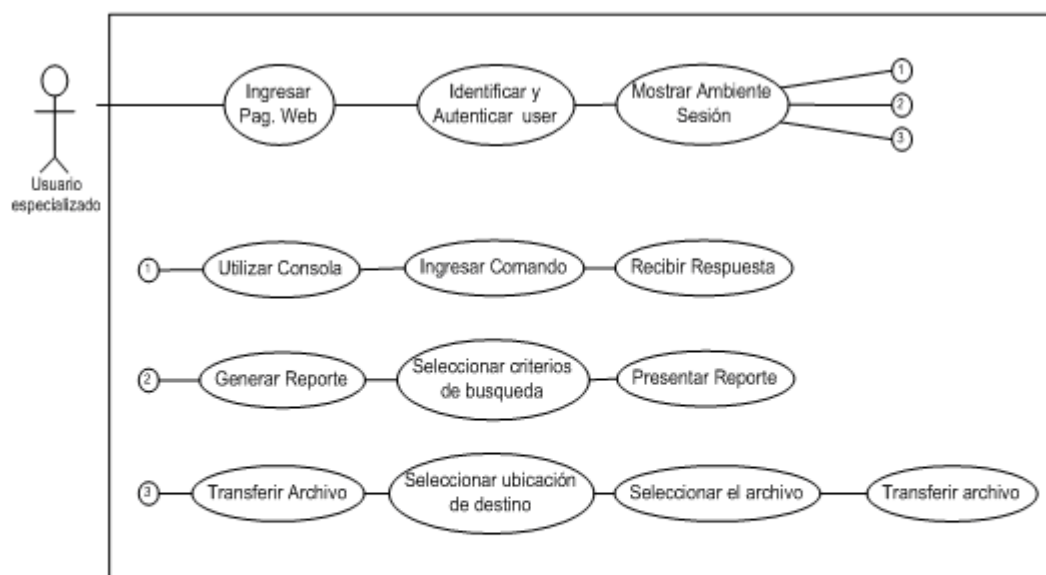 Usuario
especializado
Ingresar
Pag. Web
Identificar y
Autenticar user
Mostrar Ambiente
Sesión
1
2
3
1
Utilizar Consola
Ingresar Comando
Recibir Respuesta
2
Generar Reporte
Seleccionar criterios
de busqueda
Presentar Reporte
3
Transferir Archivo
Seleccionar ubicación
de destino
Seleccionar el archivo
Transferir archivo